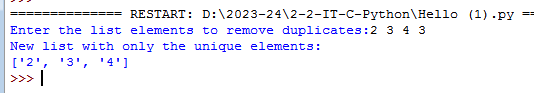 >>>
============== RESTART: D:\2023-24\2-2-IT-C-Python\Hello (1).py ==
Enter the list elements to remove duplicates:2 3 4 3
New list with only the unique elements:
['2', '3', '4']
>>>